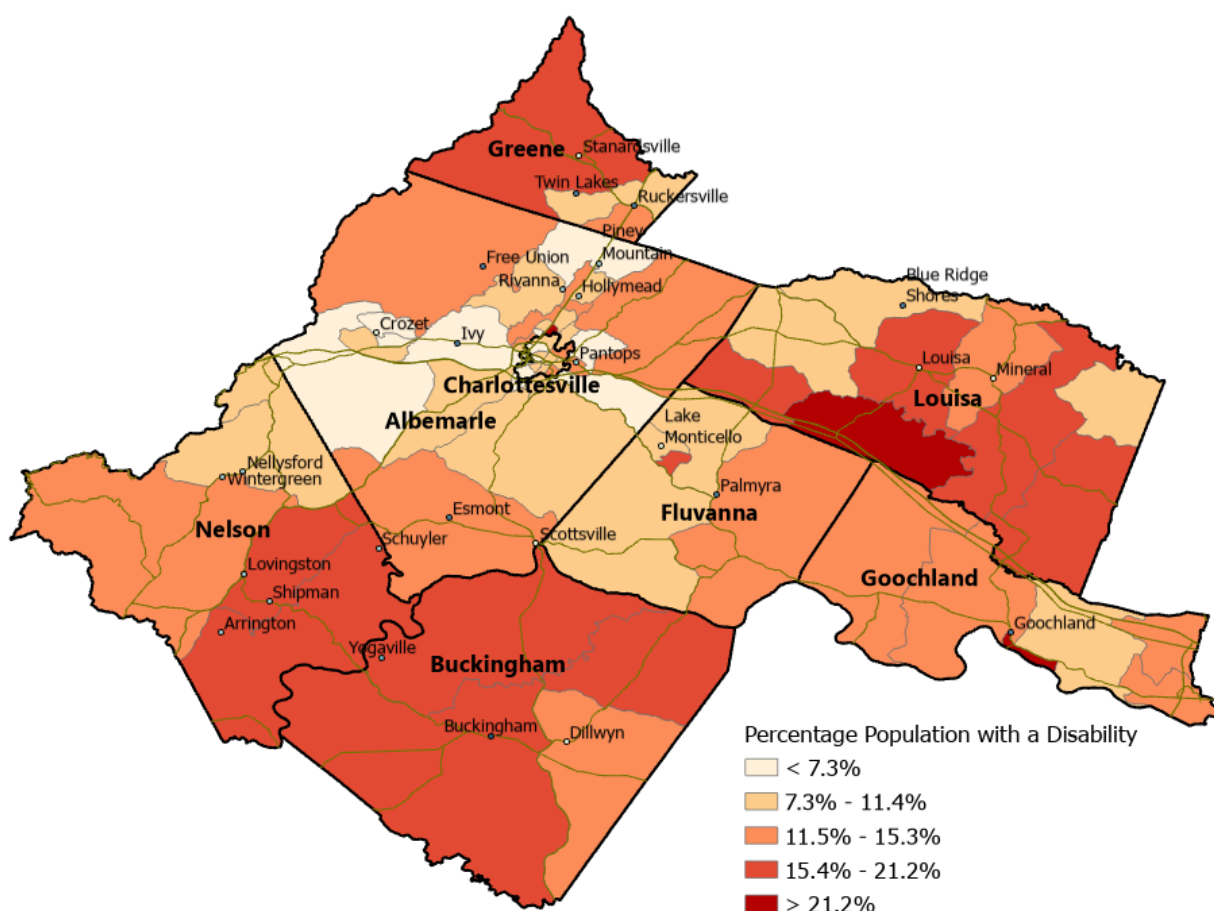 Greene
Stanardsville
Twin Lakes
Ruckersville
Piney
Mountain
Free Union
Rivanna
Hollymead
Blue Ridge
Shores
Crozet
Ivy
Pantops
Louisa
Mineral
Charlottesville
Albemarle
Louisa
Lake
Monticello
Nellysford
Wintergreen
Palmyra
Esmont
Fluvanna
Nelson
Scottsville
Schuyler
Lovingston
Goochland
Shipman
Arrington
Goochland
Yogaville
Buckingham
Buckingham
Dillwyn
Percentage Population with a Disability
< 7.3%
7.3% - 11.4%
11.5% - 15.3%
15.4% - 21.2%
> 21.2%